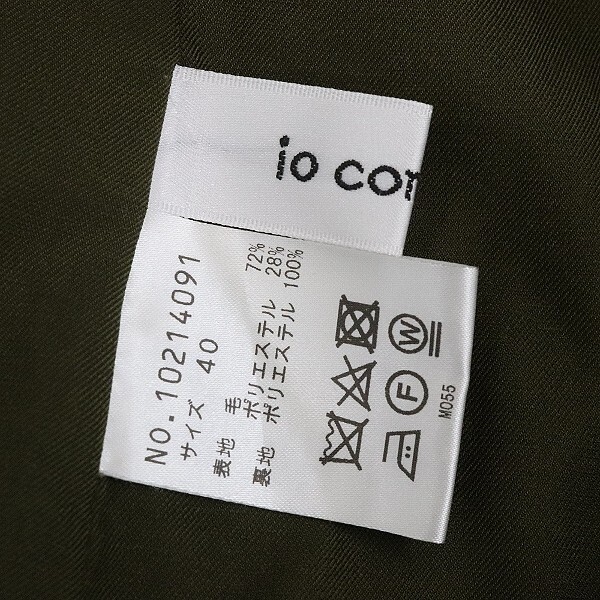 io co
NO.10214091
サイズ 40
表地 毛 72%
ポリエステル 28%
裏地 ポリエステル 100%
W
F
M055